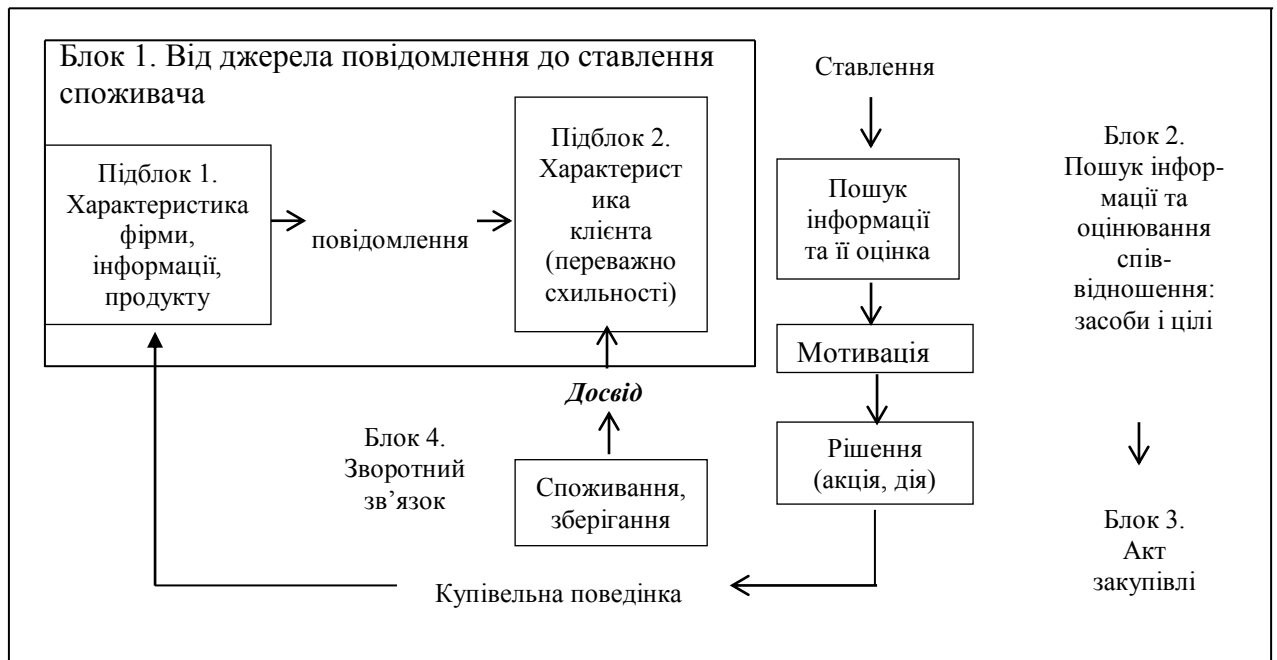 Блок 1. Від джерела повідомлення до ставлення
споживача
Підблок 1.
Характеристика
фірми,
інформації,
продукту
повідомлення
Підблок 2.
Характерист
ика
клієнта
(переважно
схильності)
Ставлення
Пошук
інформації
та її оцінка
Мотивація
Рішення
(акція, дія)
Блок 2.
Пошук інфор-
мації та
оцінювання
спів-
відношення:
засоби і цілі
Блок 3.
Акт
закупівлі
Досвід
Блок 4.
Зворотний
зв’язок
Споживання,
зберігання
Купівельна поведінка